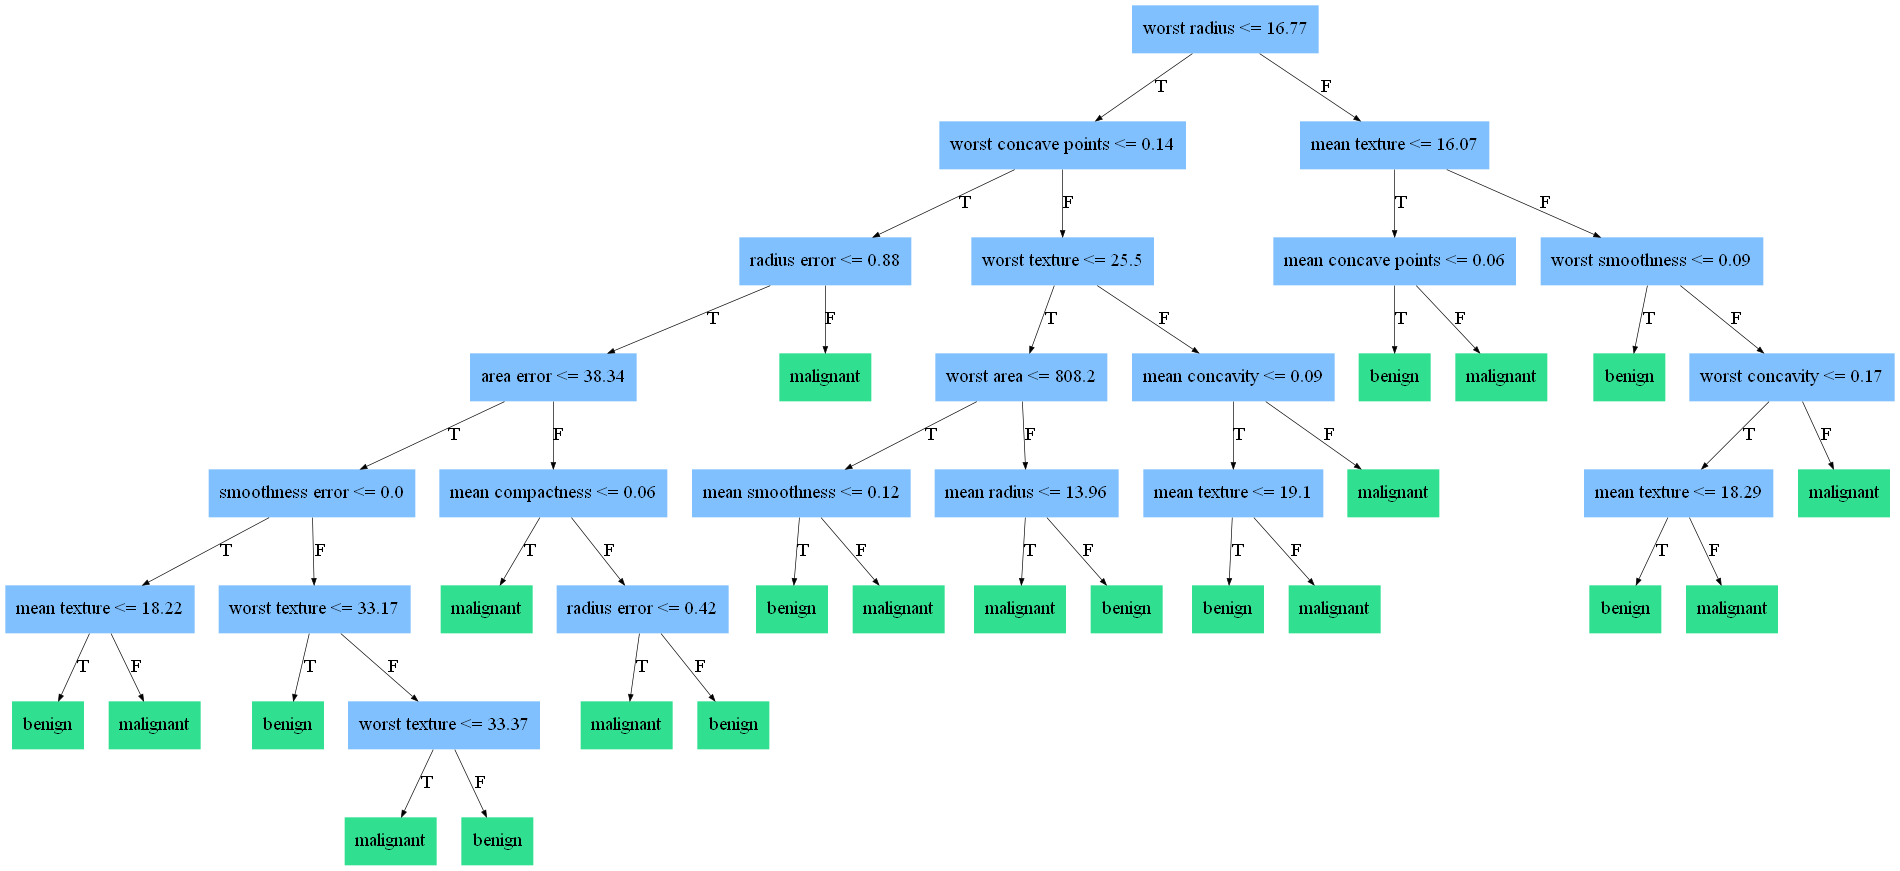 worst radius <= 16.77
T
F
worst concave points <= 0.14
mean texture <= 16.07
T
F
T
F
radius error <= 0.88
worst texture <= 25.5
mean concave points <= 0.06
worst smoothness <= 0.09
T
F
T
F
T
F
T
F
area error <= 38.34
malignant
worst area <= 808.2
mean concavity <= 0.09
benign
malignant
benign
worst concavity <= 0.17
T
F
T
F
T
F
T
F
smoothness error <= 0.0
mean compactness <= 0.06
mean smoothness <= 0.12
mean radius <= 13.96
mean texture <= 19.1
malignant
mean texture <= 18.29
malignant
T
F
T
F
T
F
T
F
T
F
T
F
mean texture <= 18.22
worst texture <= 33.17
malignant
radius error <= 0.42
benign
malignant
malignant
benign
benign
malignant
benign
malignant
T
F
T
F
T
F
benign
malignant
benign
worst texture <= 33.37
malignant
benign
T
F
malignant
benign